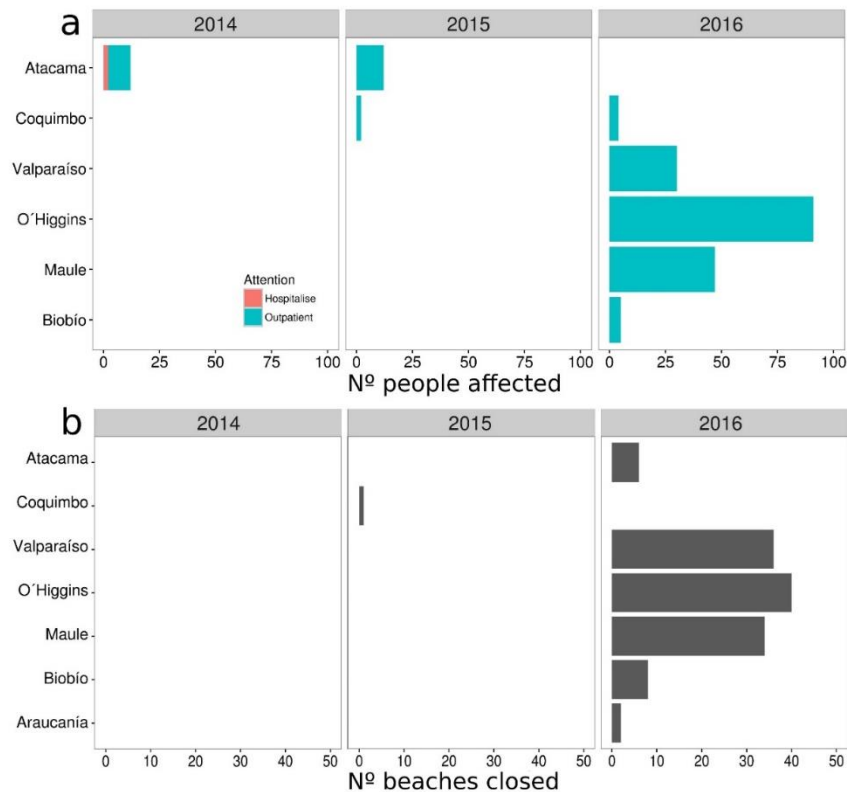 a
2014 2015 2016
Atacama
Coquimbo
Valparaíso
O´Higgins
Maule
Biobío
Attention
Hospitalise
Outpatient
0 25 50 75 100 0 25 50 75 100 0 25 50 75 100
Nº people affected
b
2014 2015 2016
Atacama
Coquimbo
Valparaíso
O´Higgins
Maule
Biobío
Araucanía
0 10 20 30 40 50 0 10 20 30 40 50 0 10 20 30 40 50
Nº beaches closed